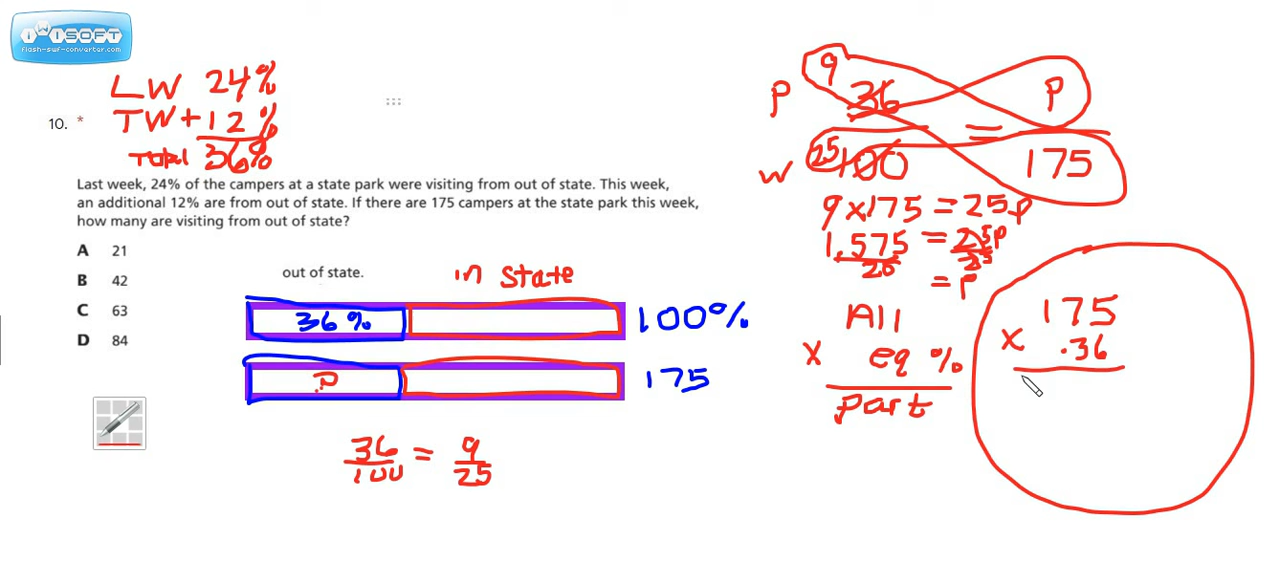 iWiSOFT
flash-swf-converter.com
LW 24%
10. * TW + 12%
Total 36%
Last week, 24% of the campers at a state park were visiting from out of state. This week,
an additional 12% are from out of state. If there are 175 campers at the state park this week,
how many are visiting from out of state?
A 21
B 42
C 63
D 84
out of state. in state
36% 100%
P 175
36/100 = 9/25
P 9 36 = P
W 25 100 175
9 x 175 = 25P
1,575 = 25P
25 25
= P
All
x eq %
part
175
x .36